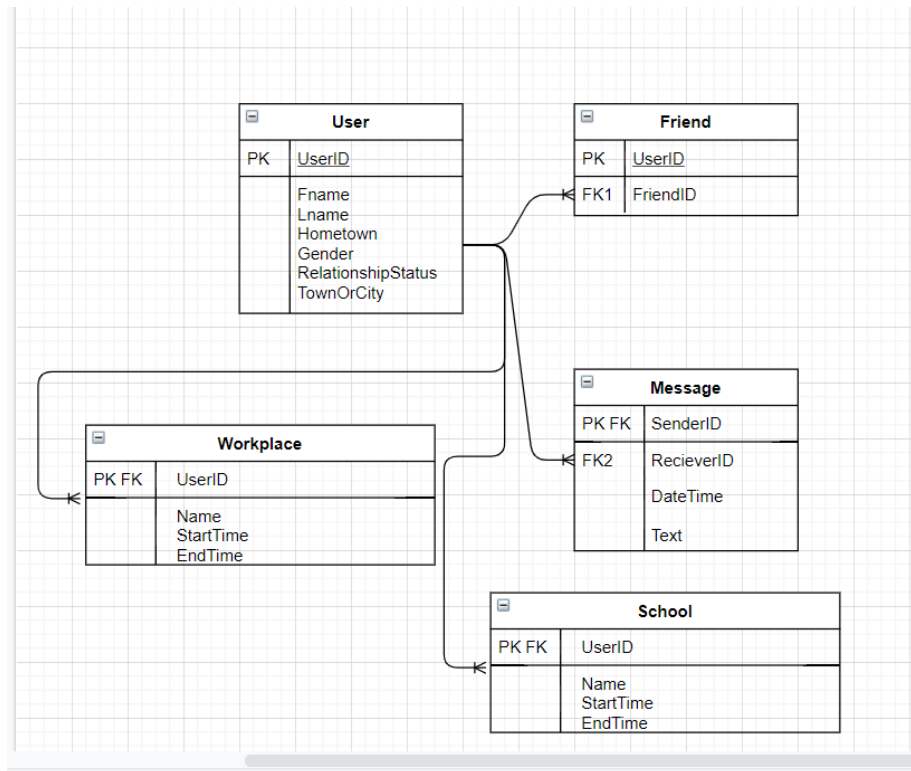 User
PK UserID
Fname
Lname
Hometown
Gender
RelationshipStatus
TownOrCity
Friend
PK UserID
FK1 FriendID
Workplace
PK FK UserID
Name
StartTime
EndTime
Message
PK FK SenderID
FK2 RecieverID
DateTime
Text
School
PK FK UserID
Name
StartTime
EndTime